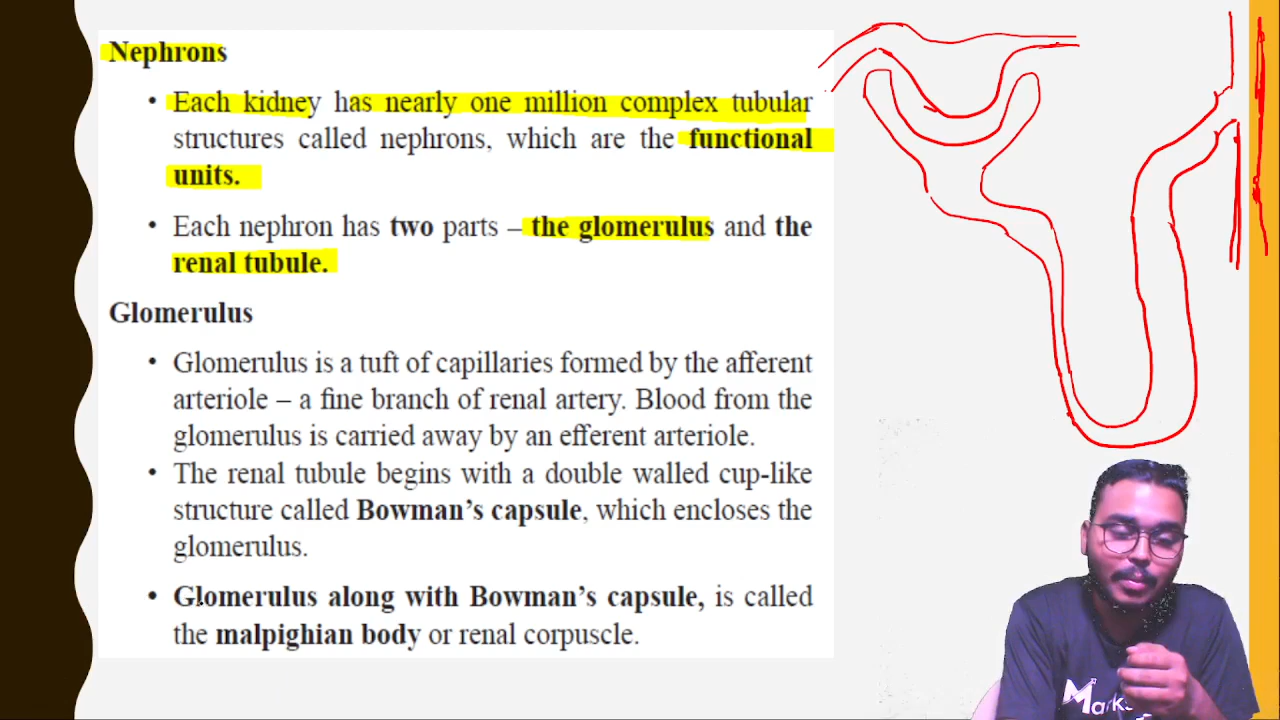 Nephrons
• Each kidney has nearly one million complex tubular
structures called nephrons, which are the functional
units.
• Each nephron has two parts – the glomerulus and the
renal tubule.
Glomerulus
• Glomerulus is a tuft of capillaries formed by the afferent
arteriole – a fine branch of renal artery. Blood from the
glomerulus is carried away by an efferent arteriole.
• The renal tubule begins with a double walled cup-like
structure called Bowman’s capsule, which encloses the
glomerulus.
• Glomerulus along with Bowman’s capsule, is called
the malpighian body or renal corpuscle.